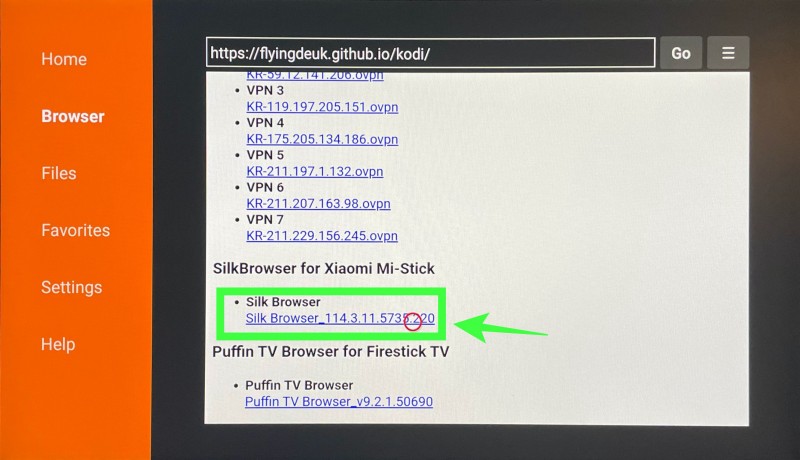 Home
Browser
Files
Favorites
Settings
Help
https://flyingdeuk.github.io/kodi/
Go
KR-59.12.141.206.ovpn
• VPN 3
KR-119.197.205.151.ovpn
• VPN 4
KR-175.205.134.186.ovpn
• VPN 5
KR-211.197.1.132.ovpn
• VPN 6
KR-211.207.163.98.ovpn
• VPN 7
KR-211.229.156.245.ovpn
SilkBrowser for Xiaomi Mi-Stick
• Silk Browser
Silk Browser_114.3.11.5735.220
Puffin TV Browser for Firestick TV
• Puffin TV Browser
Puffin TV Browser_v9.2.1.50690